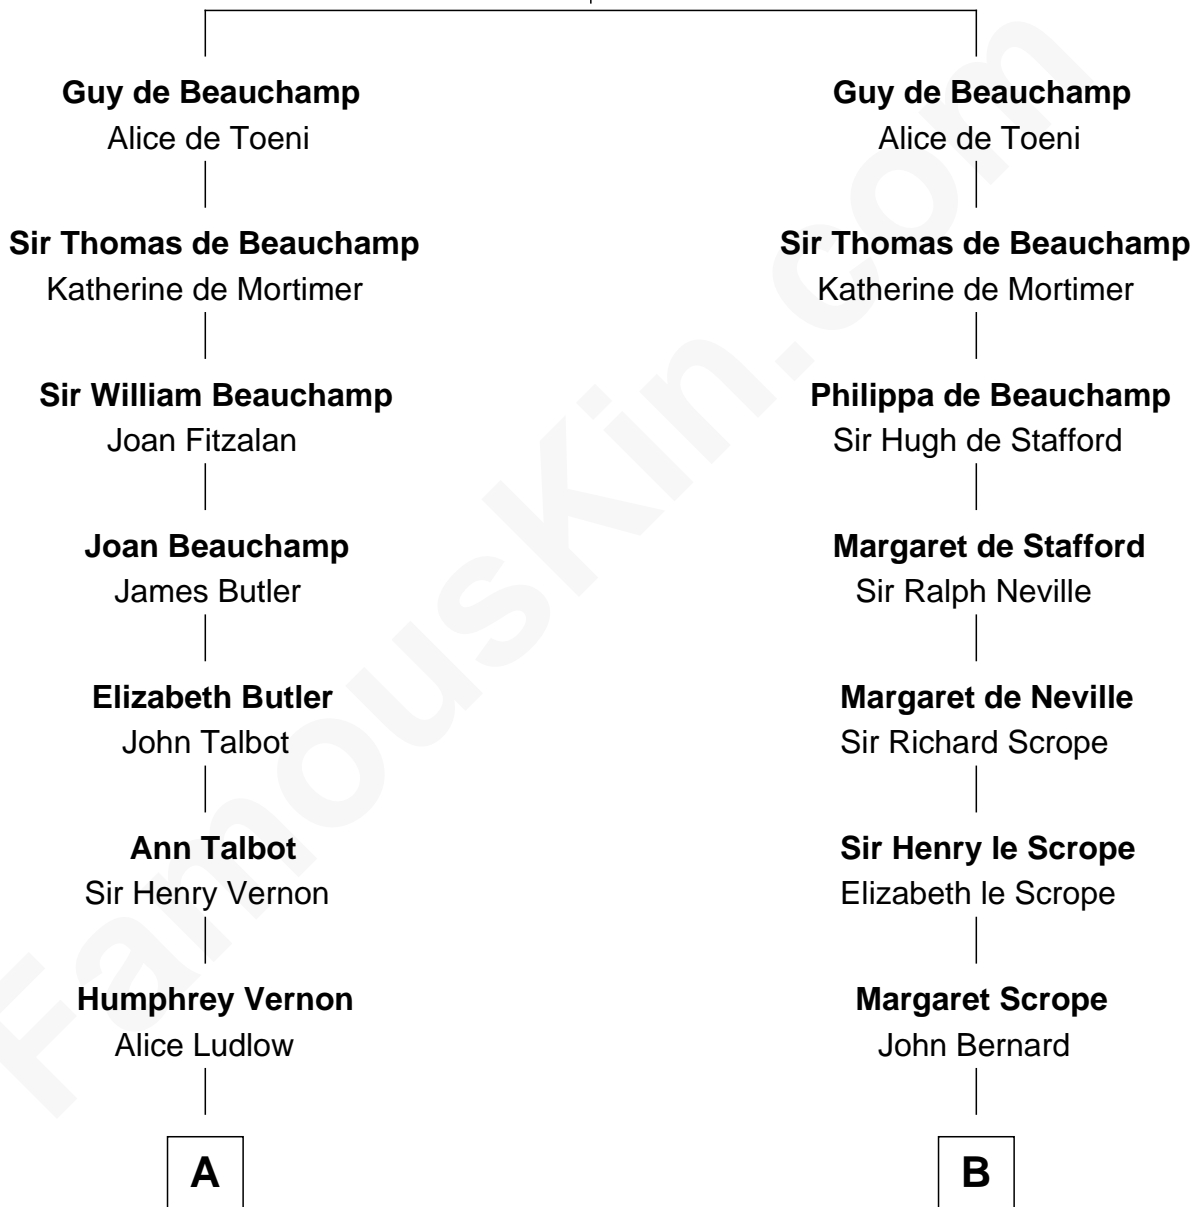 Guy de Beauchamp
Alice de Toeni
Sir Thomas de Beauchamp
Katherine de Mortimer
Sir William Beauchamp
Joan Fitzalan
Joan Beauchamp
James Butler
Elizabeth Butler
John Talbot
Ann Talbot
Sir Henry Vernon
Humphrey Vernon
Alice Ludlow
A
Guy de Beauchamp
Alice de Toeni
Sir Thomas de Beauchamp
Katherine de Mortimer
Philippa de Beauchamp
Sir Hugh de Stafford
Margaret de Stafford
Sir Ralph Neville
Margaret de Neville
Sir Richard Scrope
Sir Henry le Scrope
Elizabeth le Scrope
Margaret Scrope
John Bernard
B
FamousKin.com